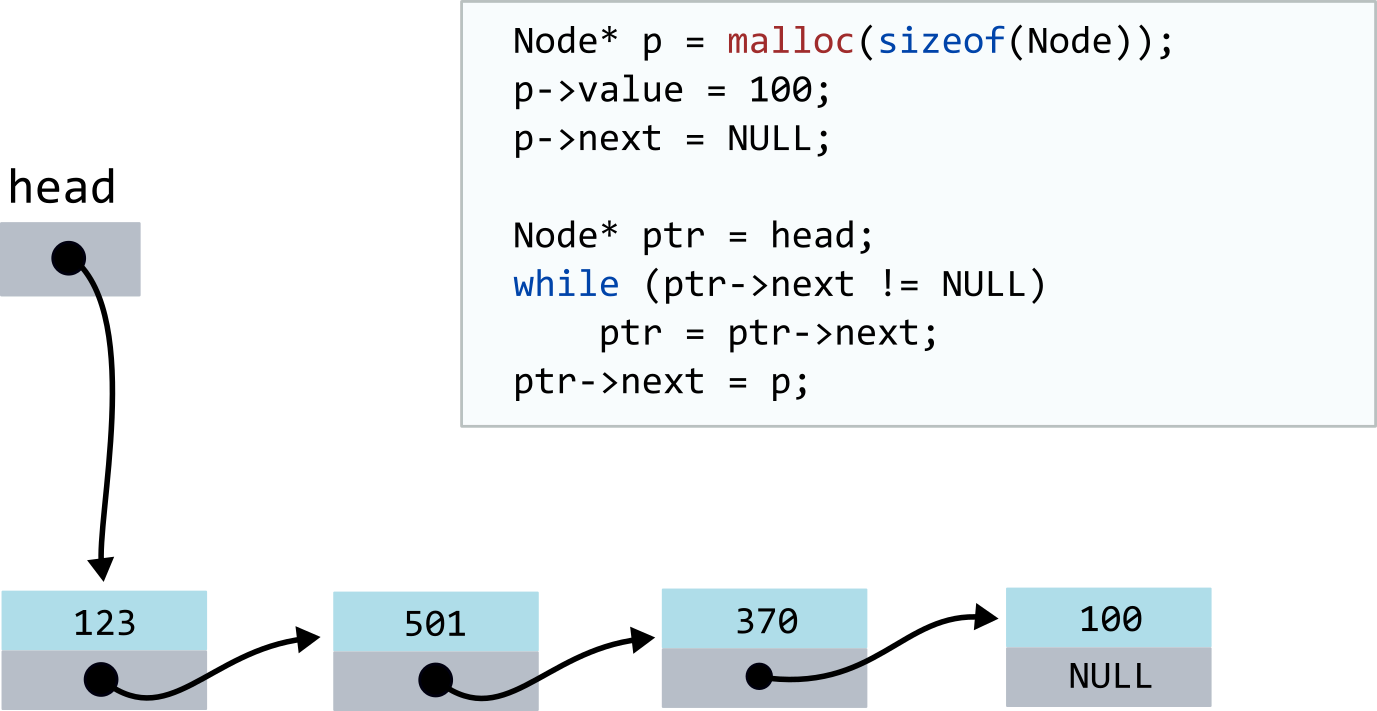 Node* p = malloc(sizeof(Node));
p->value = 100;
p->next = NULL;
Node* ptr = head;
while (ptr->next != NULL)
    ptr = ptr->next;
ptr->next = p;
head
123
501
370
100
NULL